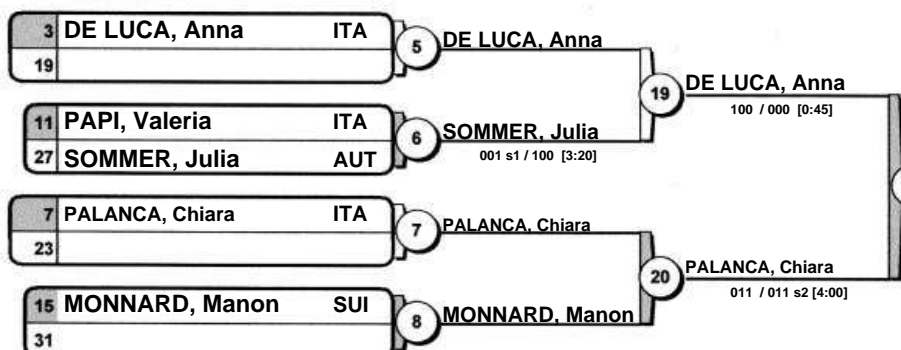 3 DE LUCA, Anna ITA
19
5 DE LUCA, Anna
11 PAPI, Valeria ITA
27 SOMMER, Julia AUT
6 SOMMER, Julia
001 s1 / 100 [3:20]
19 DE LUCA, Anna
100 / 000 [0:45]
7 PALANCA, Chiara ITA
23
7 PALANCA, Chiara
15 MONNARD, Manon SUI
31
8 MONNARD, Manon
20 PALANCA, Chiara
011 / 011 s2 [4:00]